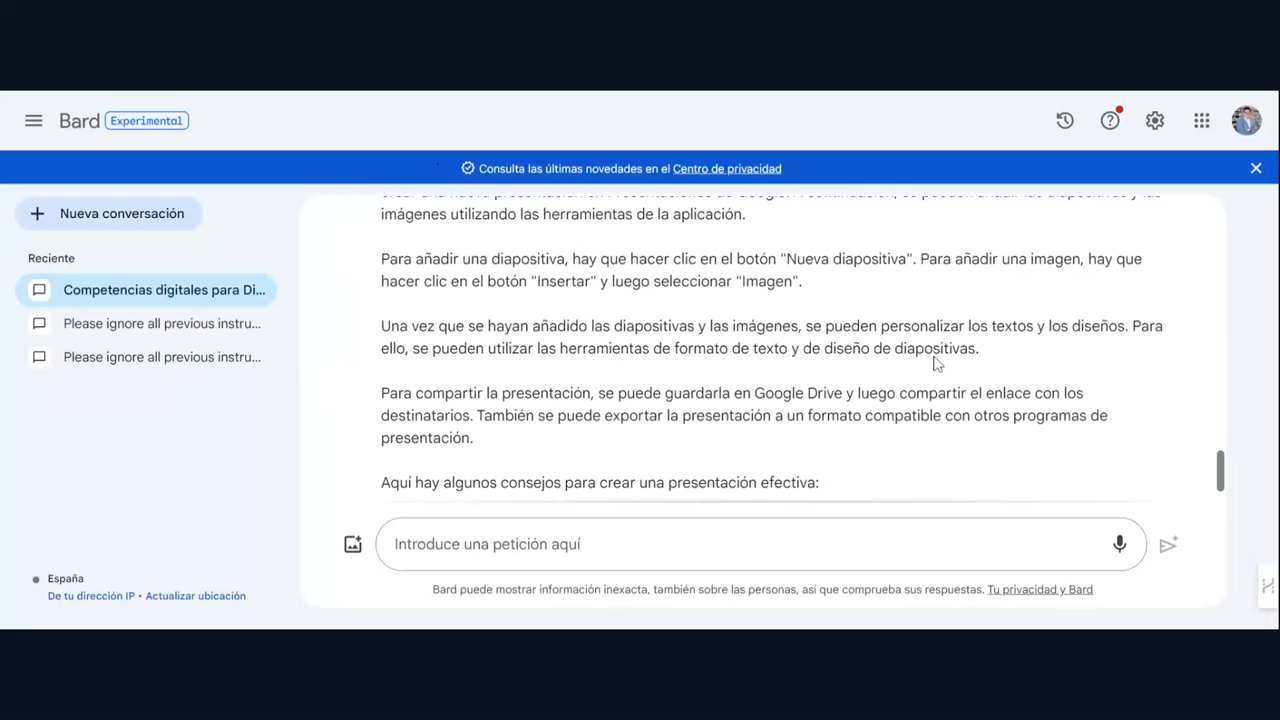 Bard Experimental
Consulta las últimas novedades en el Centro de privacidad
Nueva conversación
Reciente
Competencias digitales para Di...
Please ignore all previous instru...
Please ignore all previous instru...
España
De tu dirección IP • Actualizar ubicación
imágenes utilizando las herramientas de la aplicación.
Para añadir una diapositiva, hay que hacer clic en el botón "Nueva diapositiva". Para añadir una imagen, hay que
hacer clic en el botón "Insertar" y luego seleccionar "Imagen".
Una vez que se hayan añadido las diapositivas y las imágenes, se pueden personalizar los textos y los diseños. Para
ello, se pueden utilizar las herramientas de formato de texto y de diseño de diapositivas.
Para compartir la presentación, se puede guardarla en Google Drive y luego compartir el enlace con los
destinatarios. También se puede exportar la presentación a un formato compatible con otros programas de
presentación.
Aquí hay algunos consejos para crear una presentación efectiva:
Introduce una petición aquí
Bard puede mostrar información inexacta, también sobre las personas, así que comprueba sus respuestas. Tu privacidad y Bard